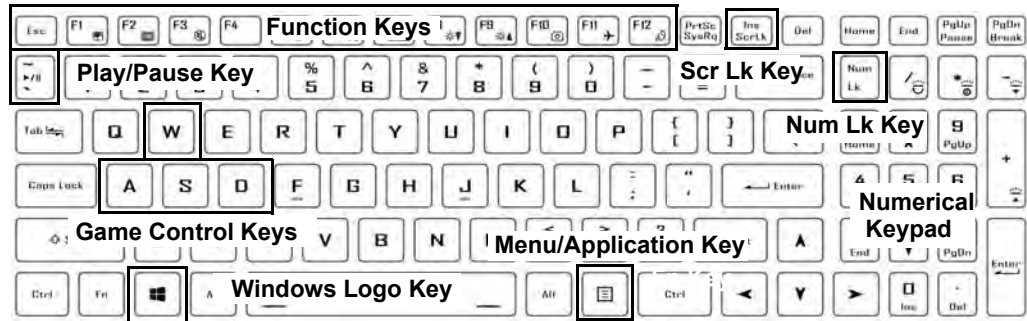 Esc F1 F2 F3 F4 Function Keys F9 F10 F11 F12 PrtSc Ins Del Home End PgUp PgDn
SysRq ScrLk Pause Break
Play/Pause Key % ^ & * ( ) — Scr Lk Key Num
5 6 7 8 9 0 - = Lk / * -
Tab Q W E R T Y U I O P { } Num Lk Key 9
[ ] Home PgUp
+
Caps Lock A S D F G H J K L : " Enter 4 5 6
; '
Game Control Keys V B N Menu/Application Key Numerical
Keypad
End PgDn
Enter
Ctrl Fn Windows Logo Key Alt Ctrl 0 .
Ins Del